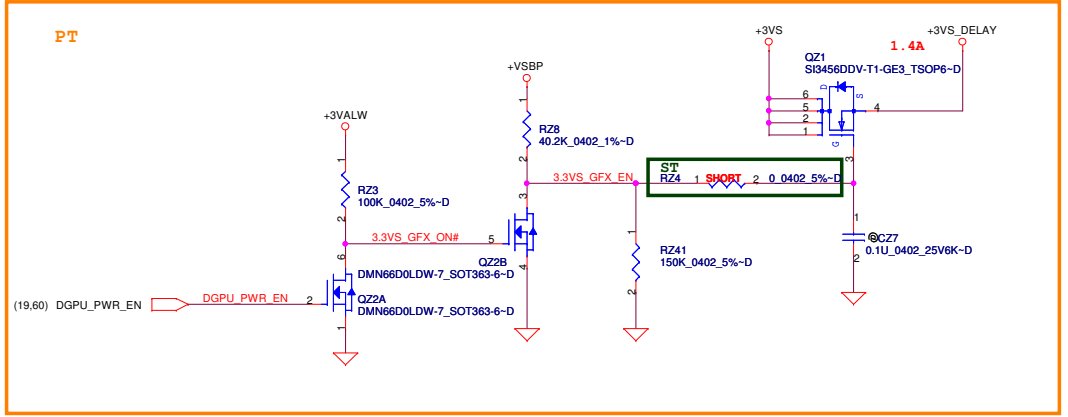 PT
+3VS
+3VS_DELAY
1.4A
QZ1
SI3456DDV-T1-GE3_TSOP6~D
+VSBP
6
5
2
1
D
S
G
4
3
+3VALW
1
RZ8
40.2K_0402_1%~D
2
1
RZ3
100K_0402_5%~D
2
3.3VS_GFX_EN
ST
RZ4
1
SHORT
2
0_0402_5%~D
3
3.3VS_GFX_ON#
5
QZ2B
DMN66D0LDW-7_SOT363-6~D
4
1
RZ41
150K_0402_5%~D
2
1
@CZ7
0.1U_0402_25V6K~D
2
6
(19,60)
DGPU_PWR_EN
DGPU_PWR_EN
2
QZ2A
DMN66D0LDW-7_SOT363-6~D
1